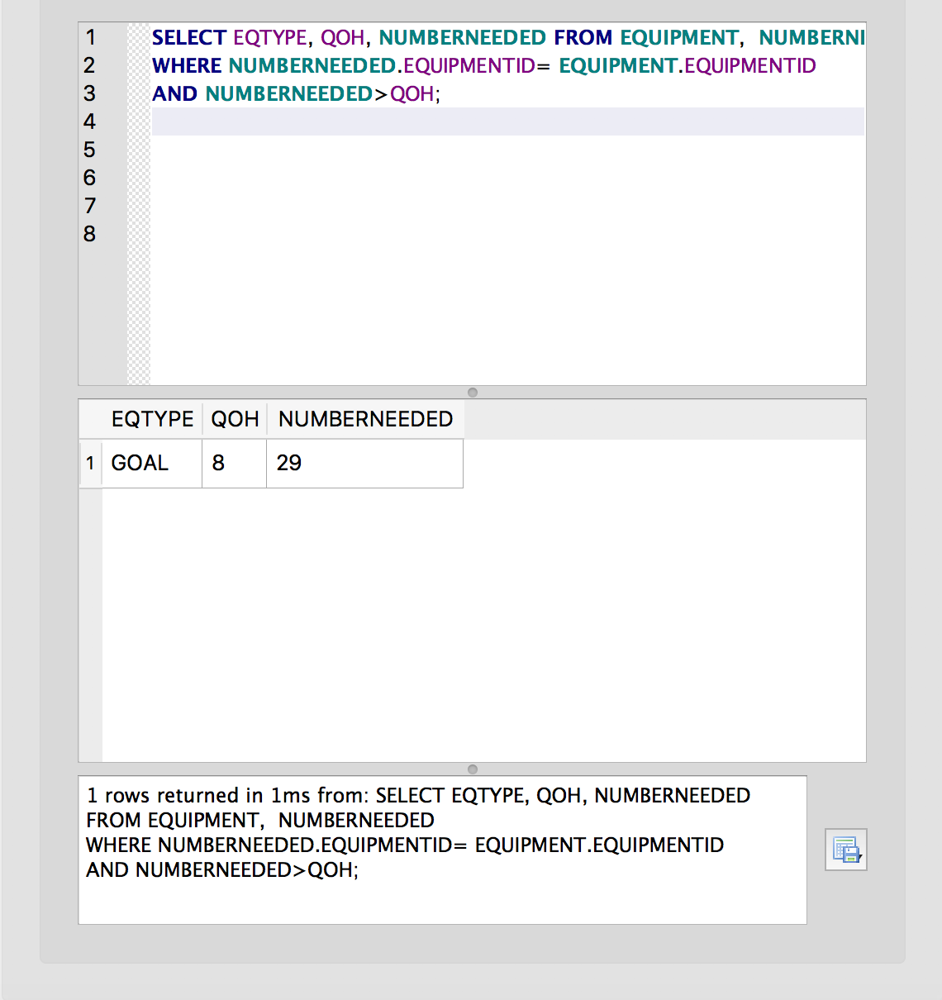 1 SELECT EQTYPE, QOH, NUMBERNEEDED FROM EQUIPMENT,  NUMBERNI
2 WHERE NUMBERNEEDED.EQUIPMENTID= EQUIPMENT.EQUIPMENTID
3 AND NUMBERNEEDED>QOH;
4
5
6
7
8
EQTYPE QOH NUMBERNEEDED
1 GOAL 8 29
1 rows returned in 1ms from: SELECT EQTYPE, QOH, NUMBERNEEDED
FROM EQUIPMENT,  NUMBERNEEDED
WHERE NUMBERNEEDED.EQUIPMENTID= EQUIPMENT.EQUIPMENTID
AND NUMBERNEEDED>QOH;